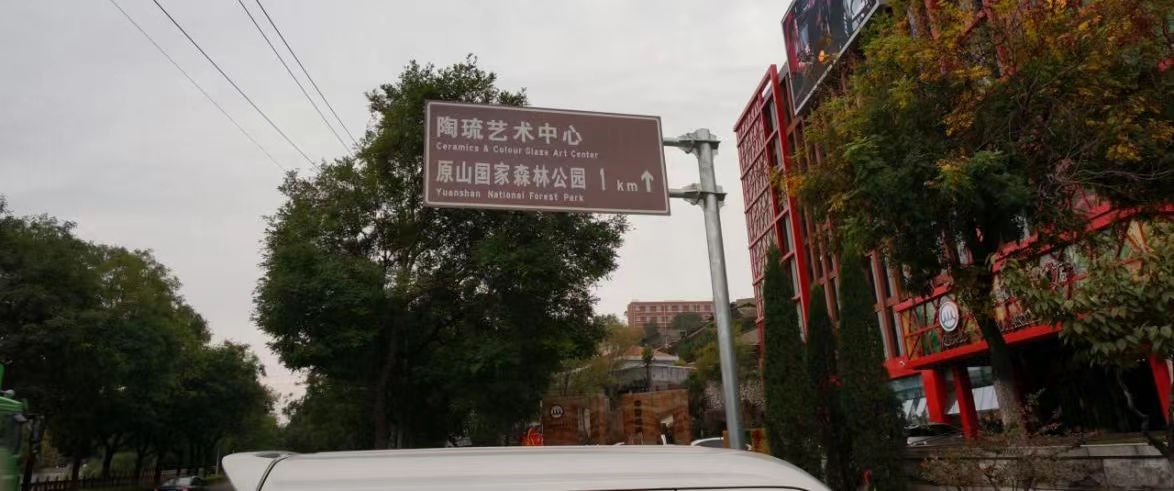 陶琉艺术中心
Ceramics & Colour Glaze Art Center
原山国家森林公园 1 km
Yuanshan National Forest Park